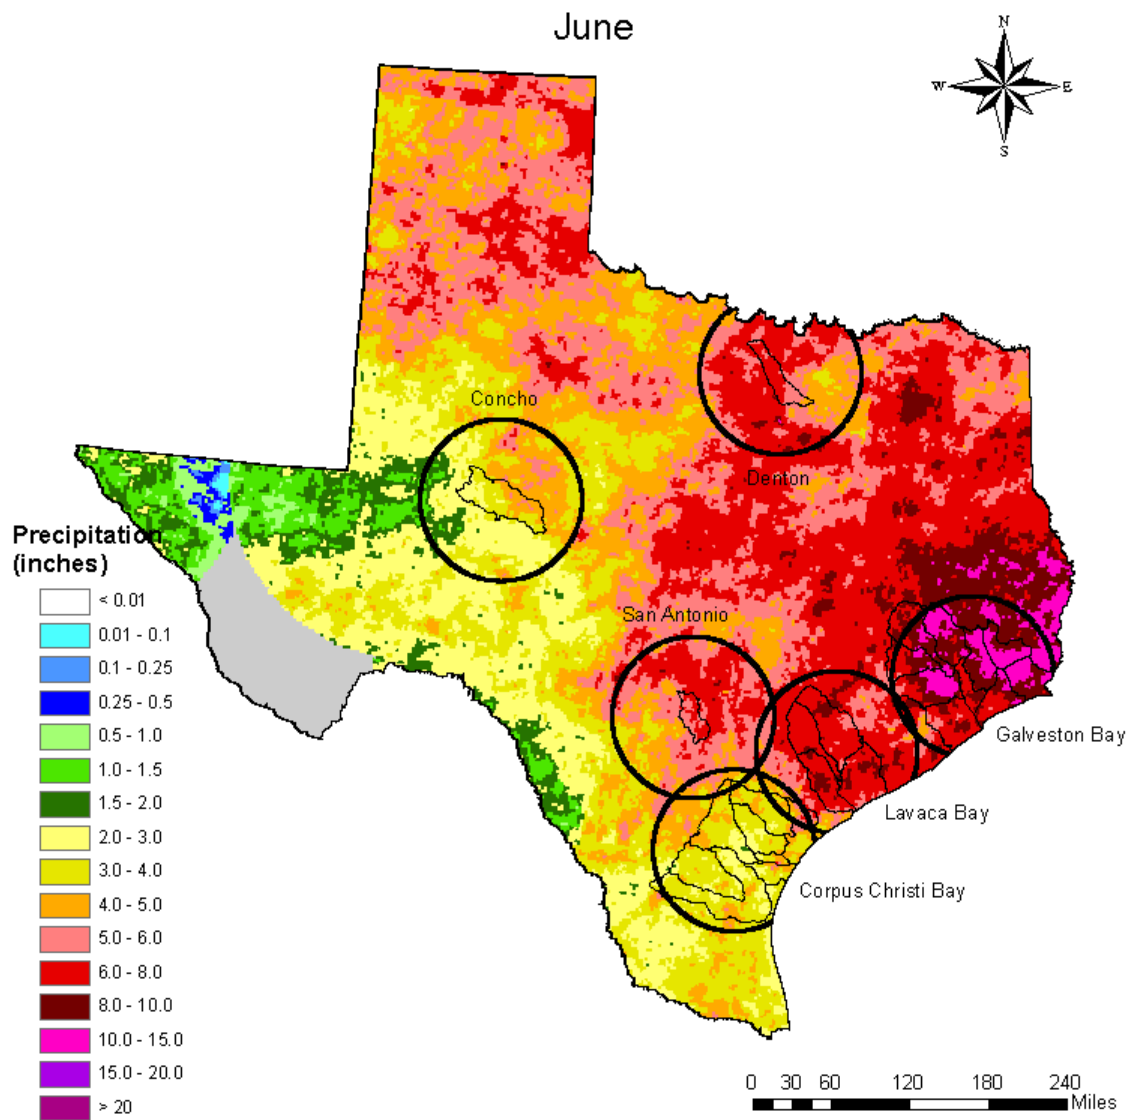 June
N
W
E
S
Concho
Denton
Precipitation
(inches)
< 0.01
0.01 - 0.1
0.1 - 0.25
0.25 - 0.5
0.5 - 1.0
1.0 - 1.5
1.5 - 2.0
2.0 - 3.0
3.0 - 4.0
4.0 - 5.0
5.0 - 6.0
6.0 - 8.0
8.0 - 10.0
10.0 - 15.0
15.0 - 20.0
> 20
San Antonio
Galveston Bay
Lavaca Bay
Corpus Christi Bay
0 30 60 120 180 240
Miles